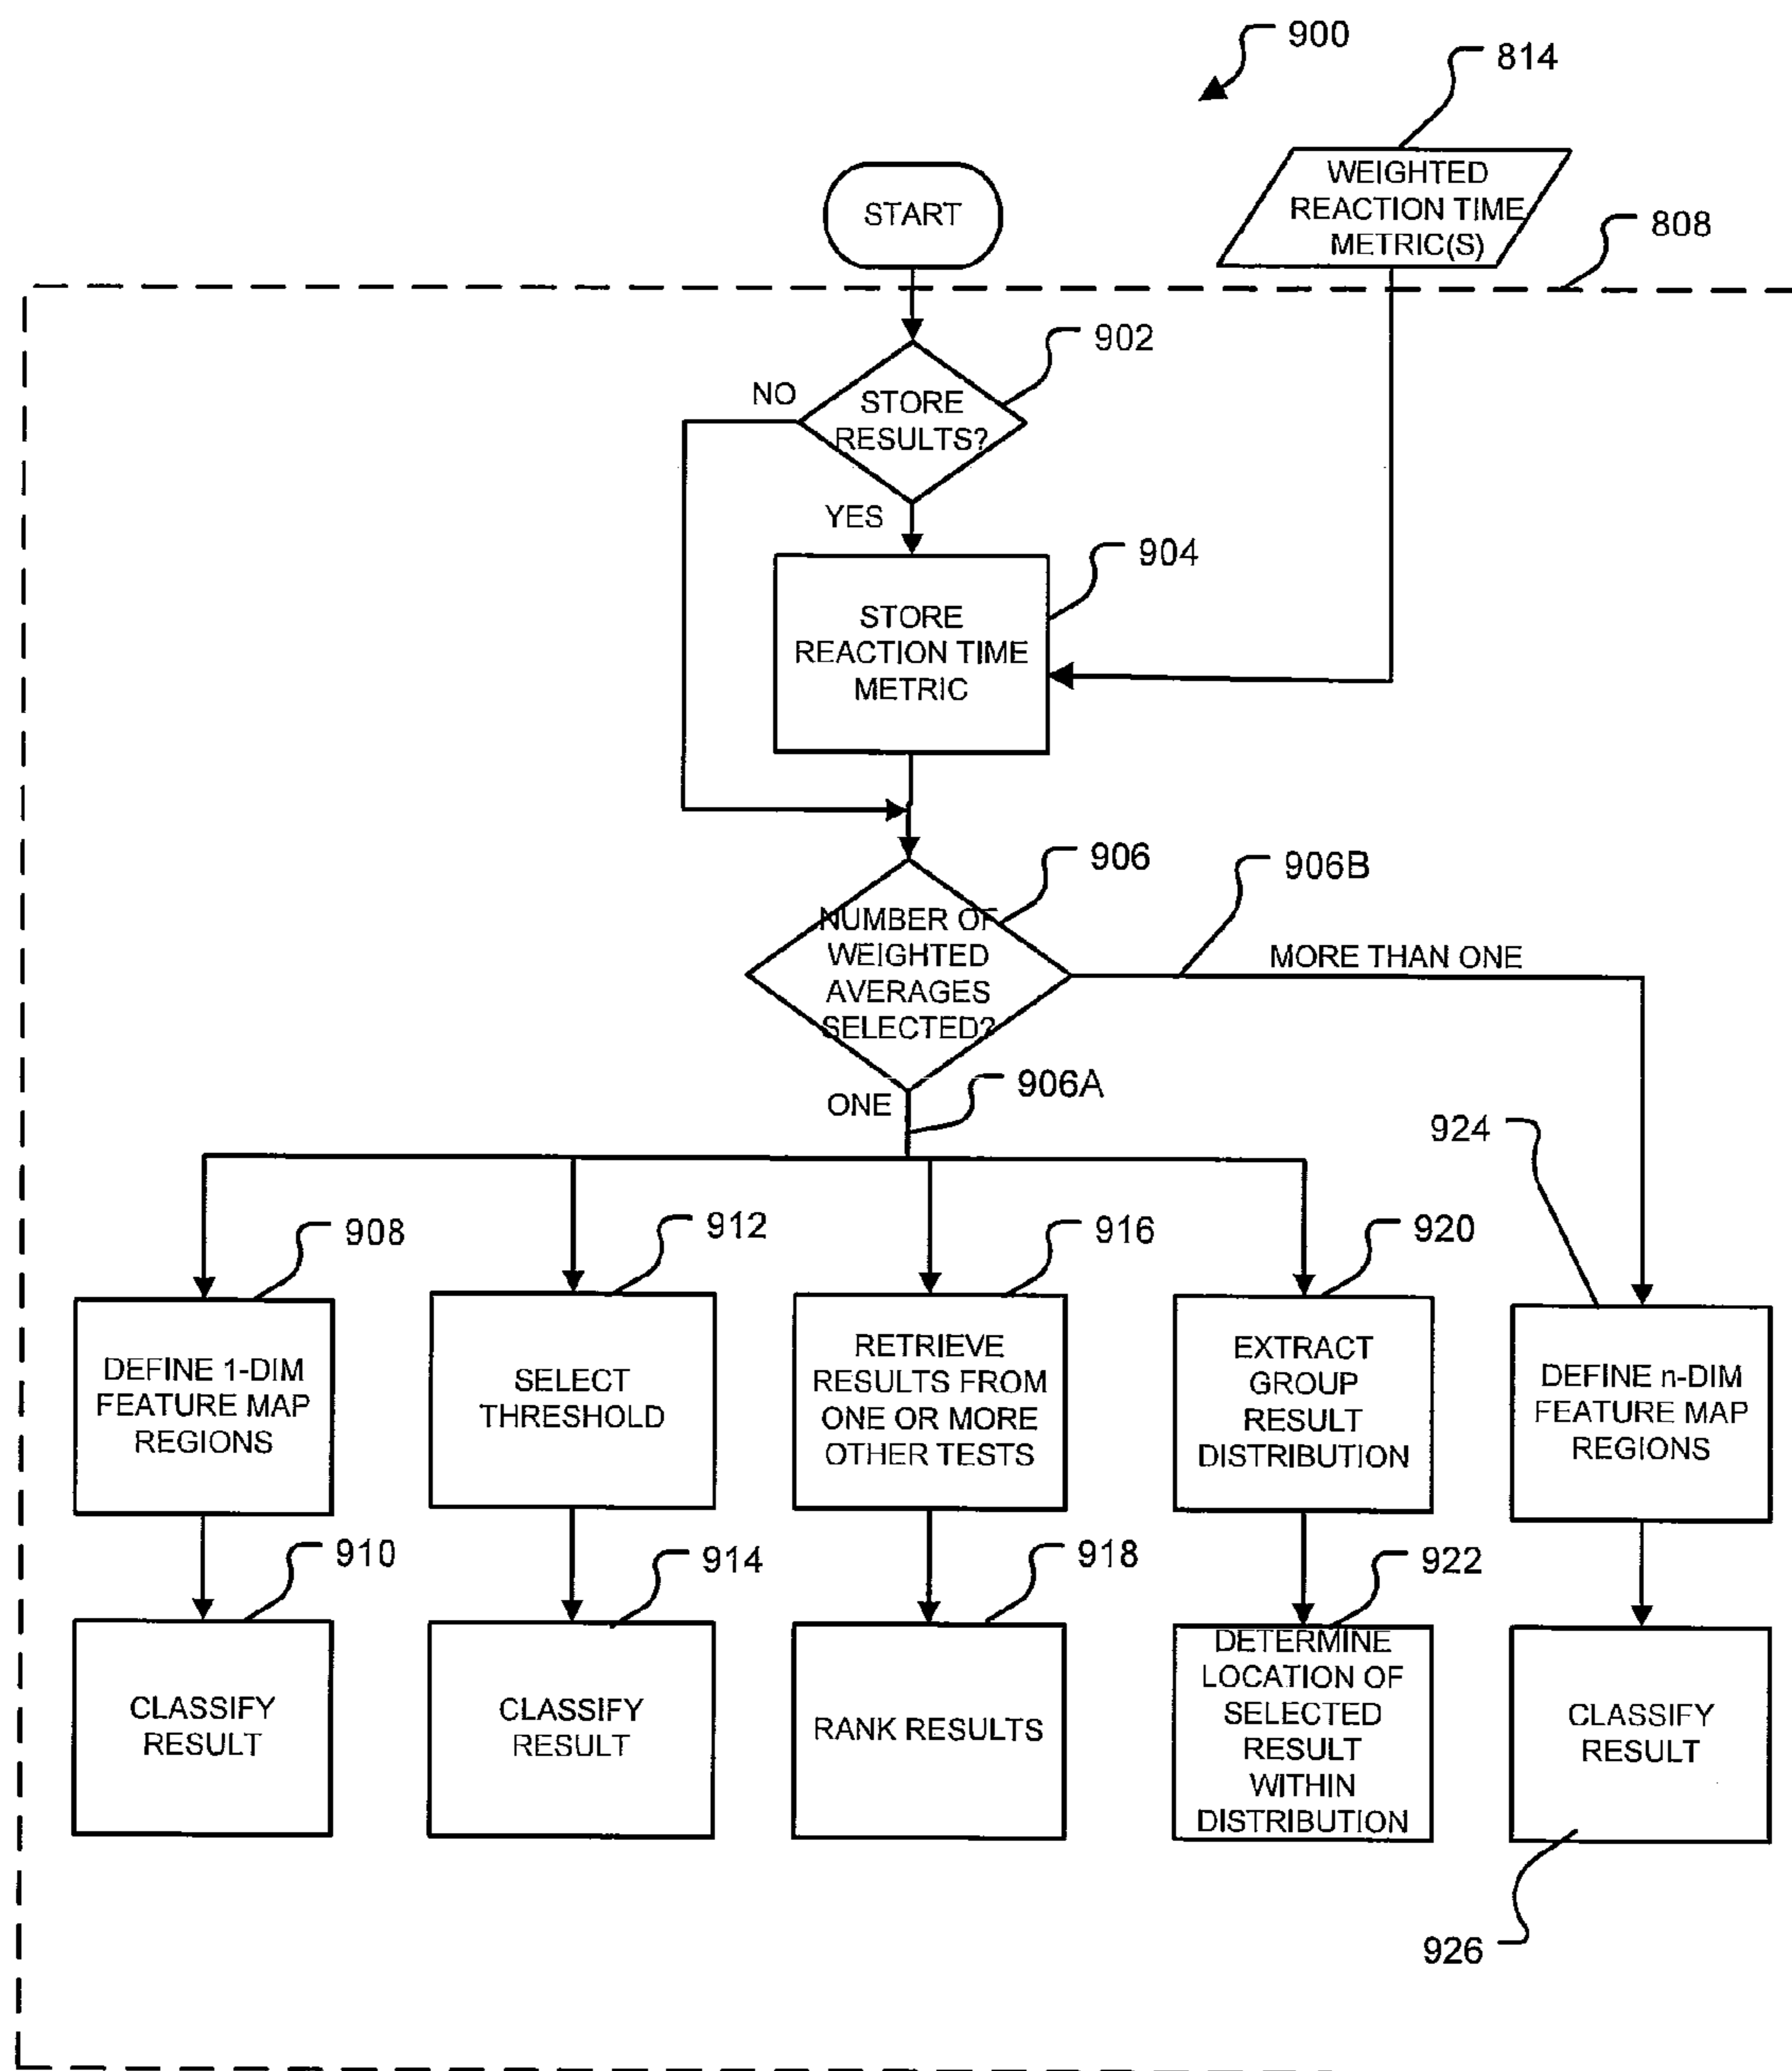 900
814
WEIGHTED
REACTION TIME
METRIC(S)
START
808
902
NO
STORE
RESULTS?
YES
904
STORE
REACTION TIME
METRIC
906
906B
NUMBER OF
WEIGHTED
AVERAGES
SELECTED?
MORE THAN ONE
906A
ONE
924
908
912
916
920
DEFINE 1-DIM
FEATURE MAP
REGIONS
SELECT
THRESHOLD
RETRIEVE
RESULTS FROM
ONE OR MORE
OTHER TESTS
EXTRACT
GROUP
RESULT
DISTRIBUTION
DEFINE n-DIM
FEATURE MAP
REGIONS
910
914
918
922
CLASSIFY
RESULT
CLASSIFY
RESULT
RANK RESULTS
DETERMINE
LOCATION OF
SELECTED
RESULT
WITHIN
DISTRIBUTION
CLASSIFY
RESULT
926